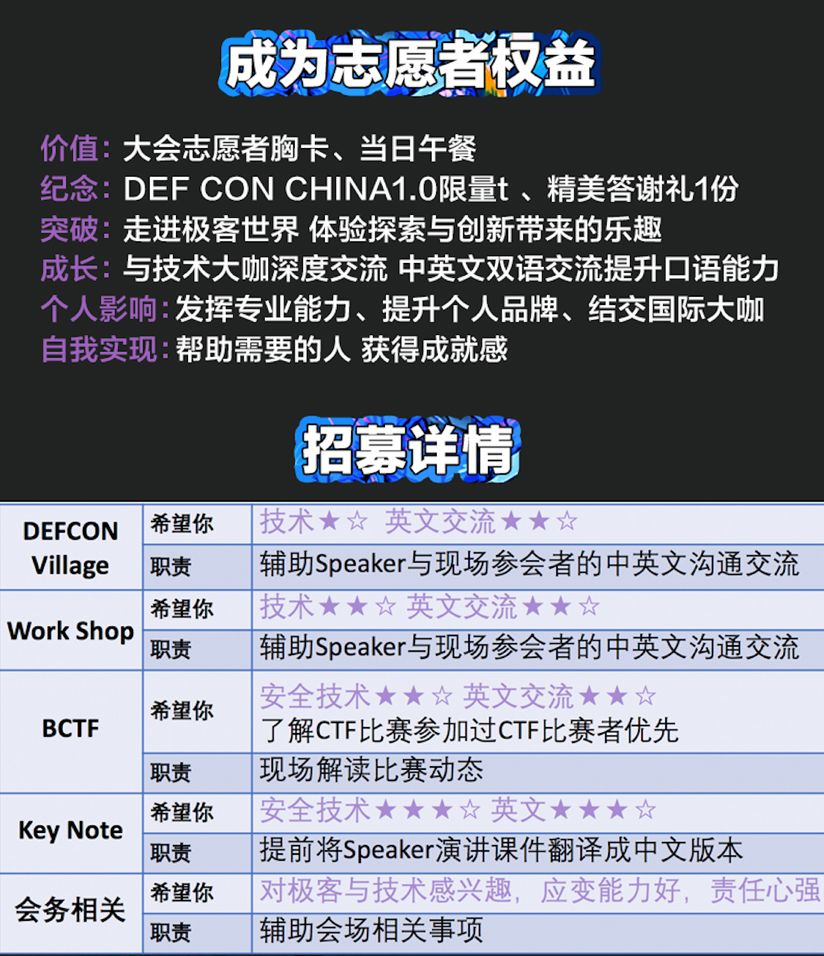 成为志愿者权益
价值：大会志愿者胸卡、当日午餐
纪念：DEF CON CHINA1.0限量t 、精美答谢礼1份
突破：走进极客世界 体验探索与创新带来的乐趣
成长：与技术大咖深度交流 中英文双语交流提升口语能力
个人影响：发挥专业能力、提升个人品牌、结交国际大咖
自我实现：帮助需要的人 获得成就感
招募详情
DEFCON Village
希望你 技术★☆ 英文交流★★☆
职责 辅助Speaker与现场参会者的中英文沟通交流
Work Shop
希望你 技术★★☆ 英文交流★★☆
职责 辅助Speaker与现场参会者的中英文沟通交流
BCTF
希望你 安全技术★★☆ 英文交流★★☆
了解CTF比赛参加过CTF比赛者优先
职责 现场解读比赛动态
Key Note
希望你 安全技术★★★☆ 英文★★★☆
职责 提前将Speaker演讲课件翻译成中文版本
会务相关
希望你 对极客与技术感兴趣，应变能力好，责任心强
职责 辅助会场相关事项